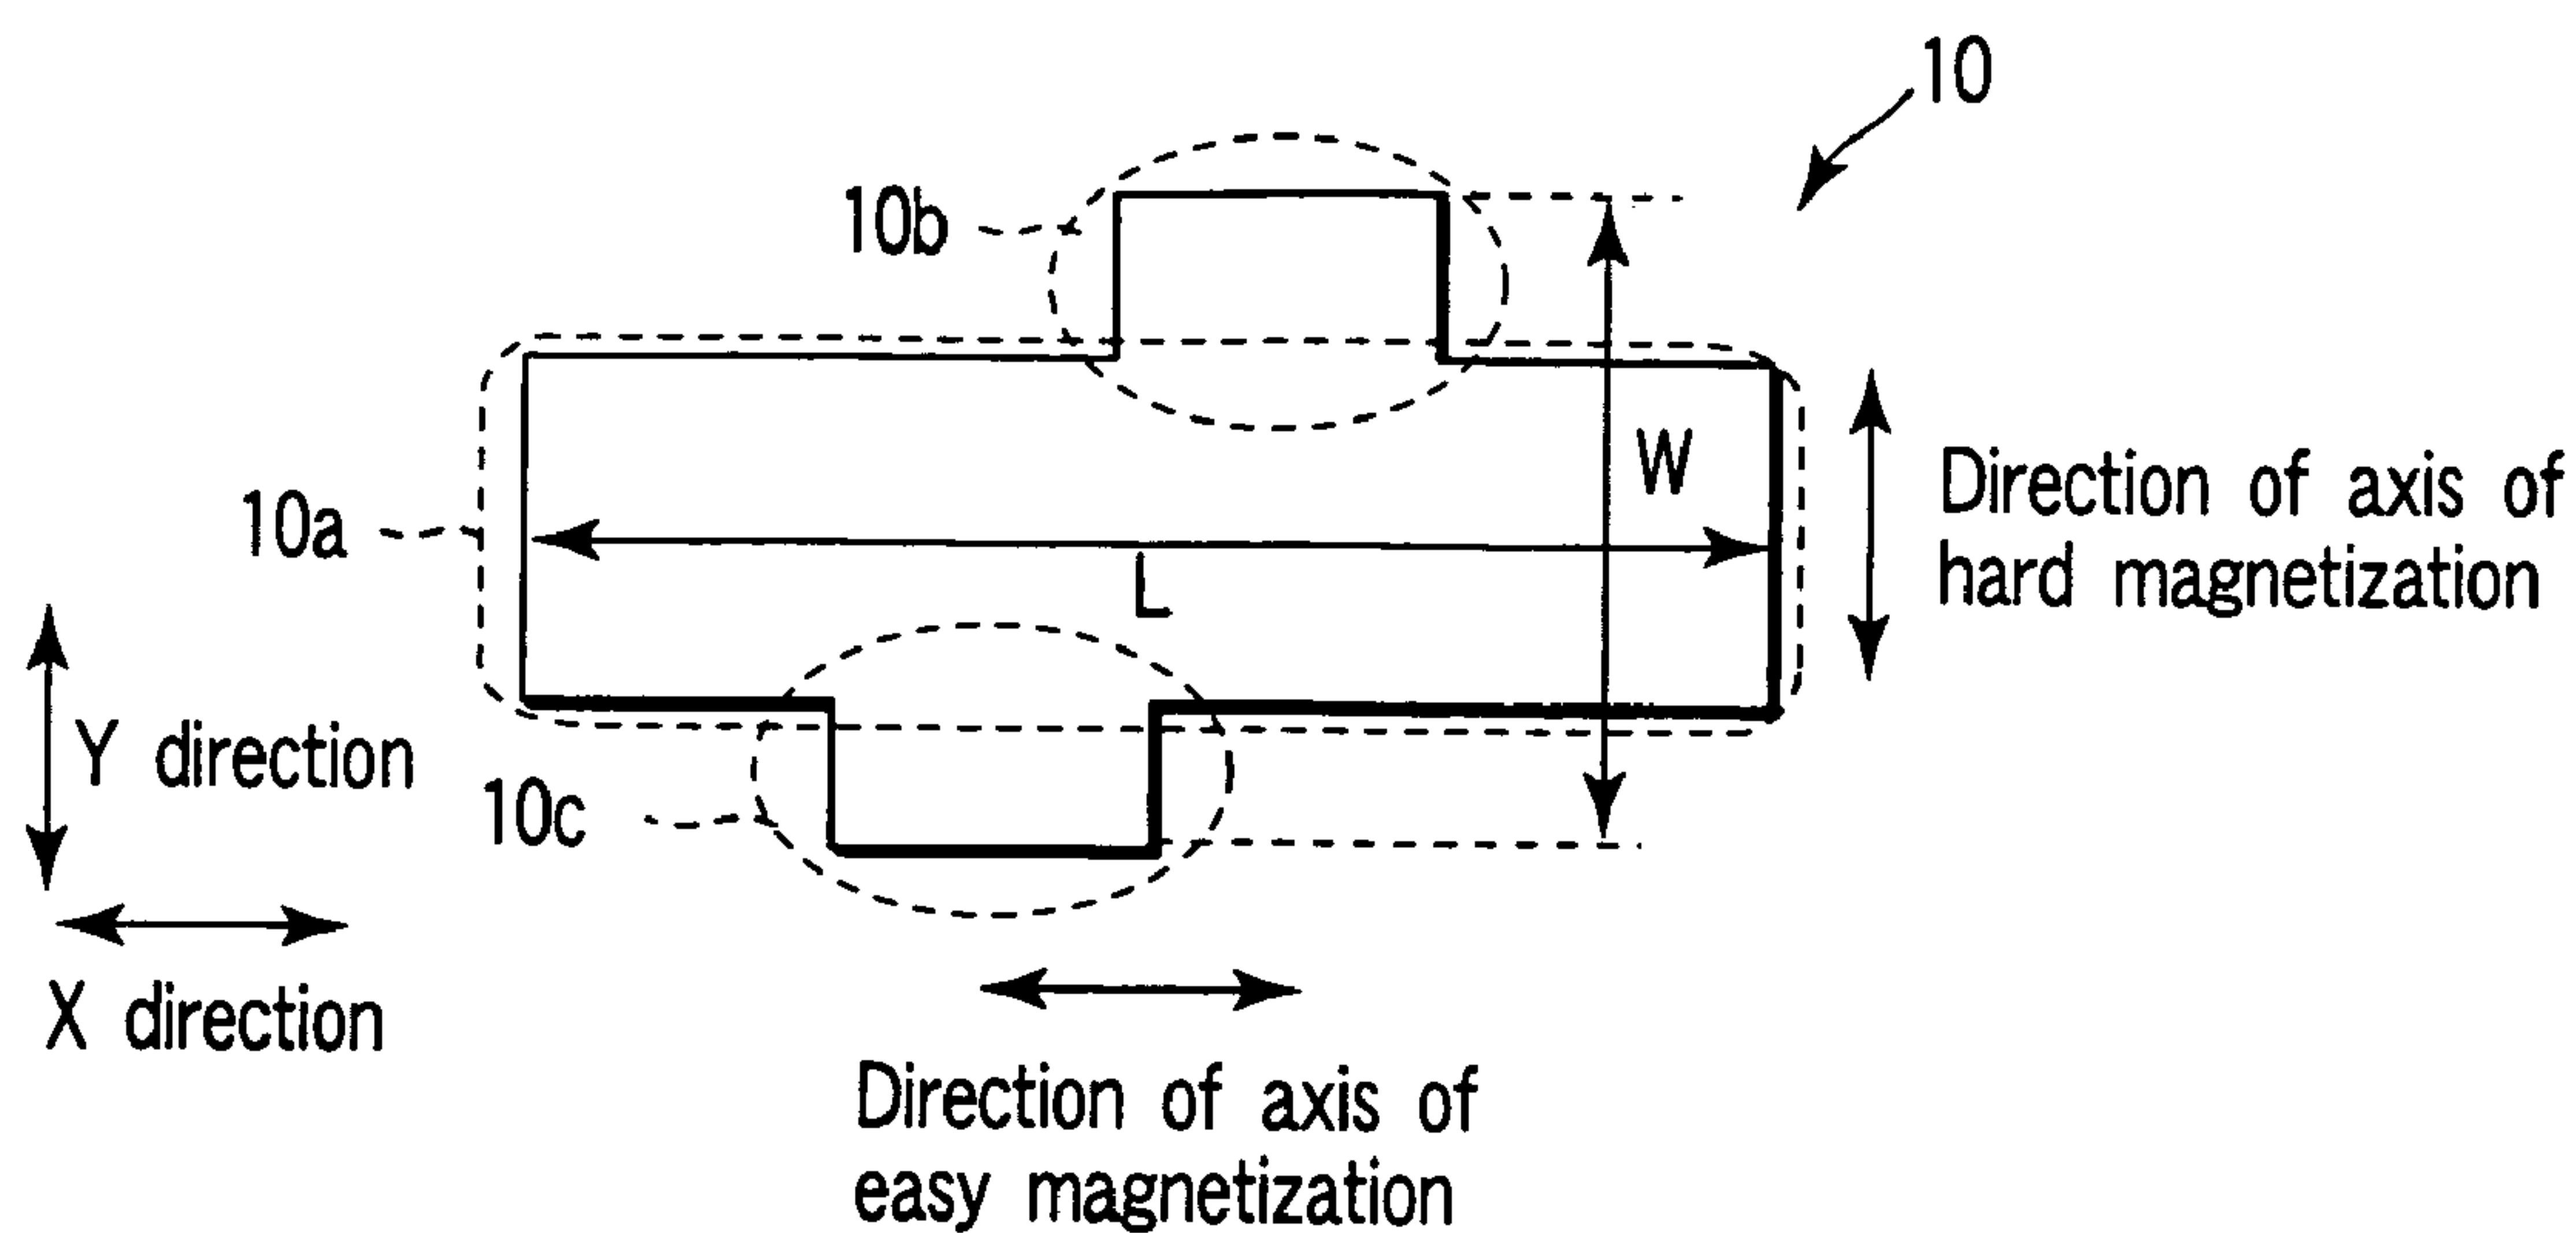 10
10b
W
Direction of axis of
hard magnetization
10a
L
Y direction
10c
X direction
Direction of axis of
easy magnetization